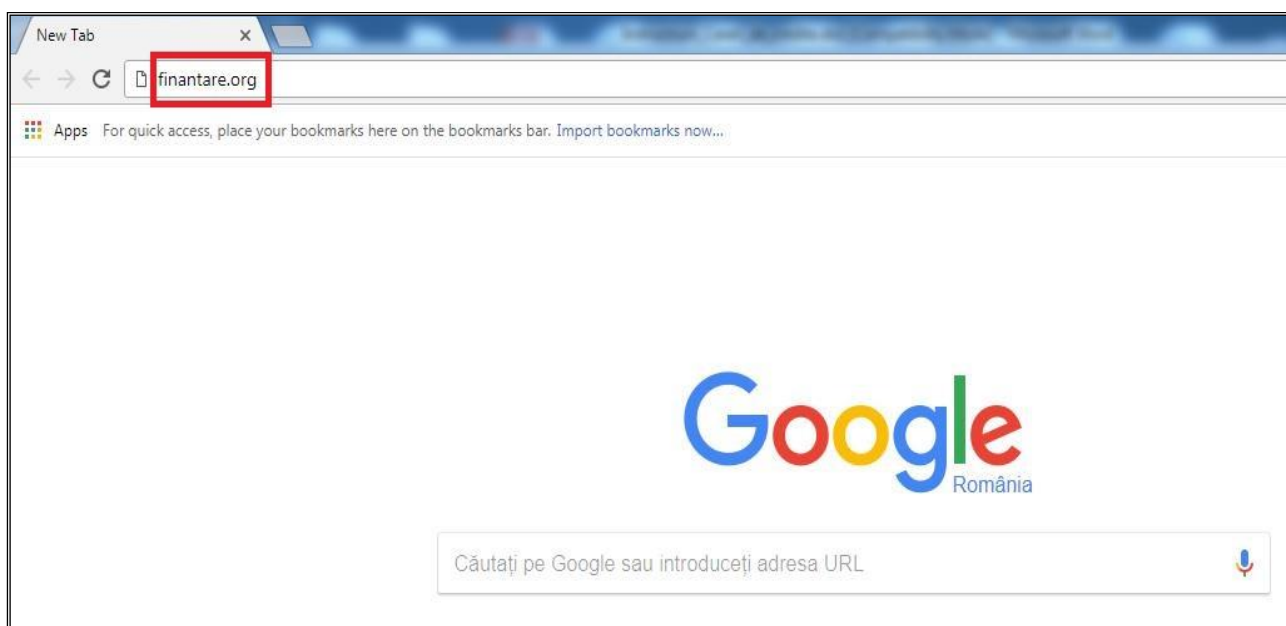 New Tab
finantare.org
Apps For quick access, place your bookmarks here on the bookmarks bar. Import bookmarks now...
Google
România
Căutați pe Google sau introduceți adresa URL